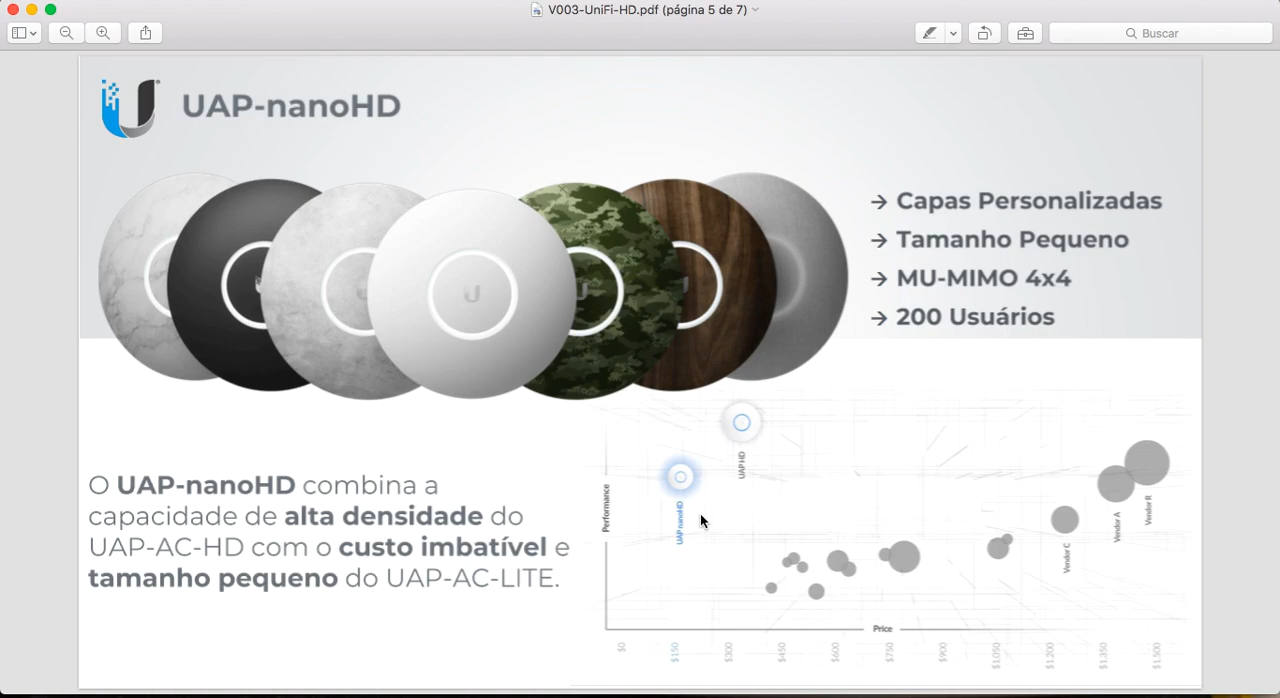 V003-UniFi-HD.pdf (página 5 de 7)
Buscar
UAP-nanoHD
→ Capas Personalizadas
→ Tamanho Pequeno
→ MU-MIMO 4x4
→ 200 Usuários
O UAP-nanoHD combina a
capacidade de alta densidade do
UAP-AC-HD com o custo imbatível e
tamanho pequeno do UAP-AC-LITE.
Performance
UAP HD
UAP nanoHD
Vendor C
Vendor A
Vendor R
Price
$0
$150
$300
$450
$600
$750
$900
$1,050
$1,200
$1,350
$1,500